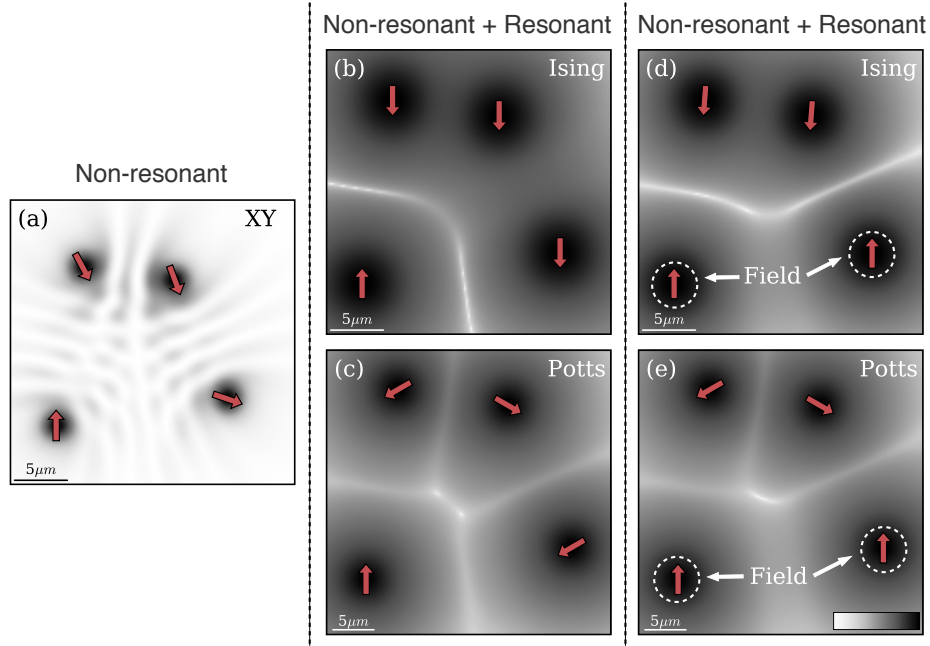 Non-resonant
(a)
XY
5μm
Non-resonant + Resonant
(b)
Ising
5μm
(c)
Potts
5μm
Non-resonant + Resonant
(d)
Ising
Field
5μm
(e)
Potts
Field
5μm